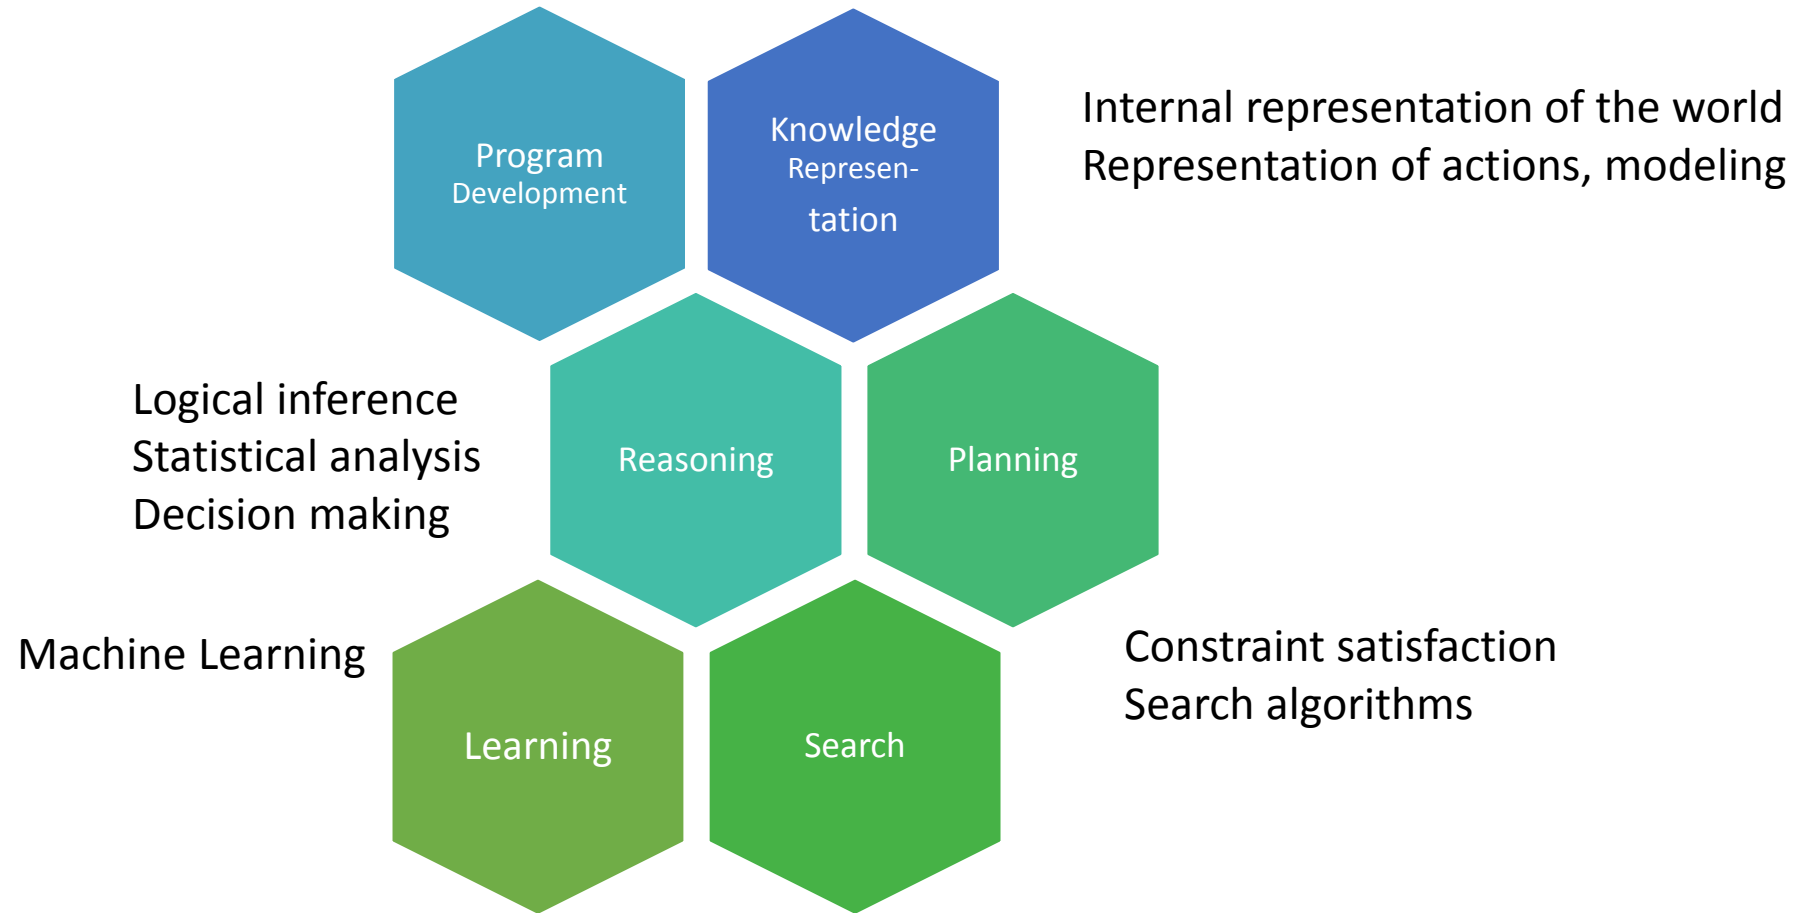 Program
Development
Knowledge
Represen-
tation
Internal representation of the world
Representation of actions, modeling
Logical inference
Statistical analysis
Decision making
Reasoning
Planning
Machine Learning
Learning
Search
Constraint satisfaction
Search algorithms